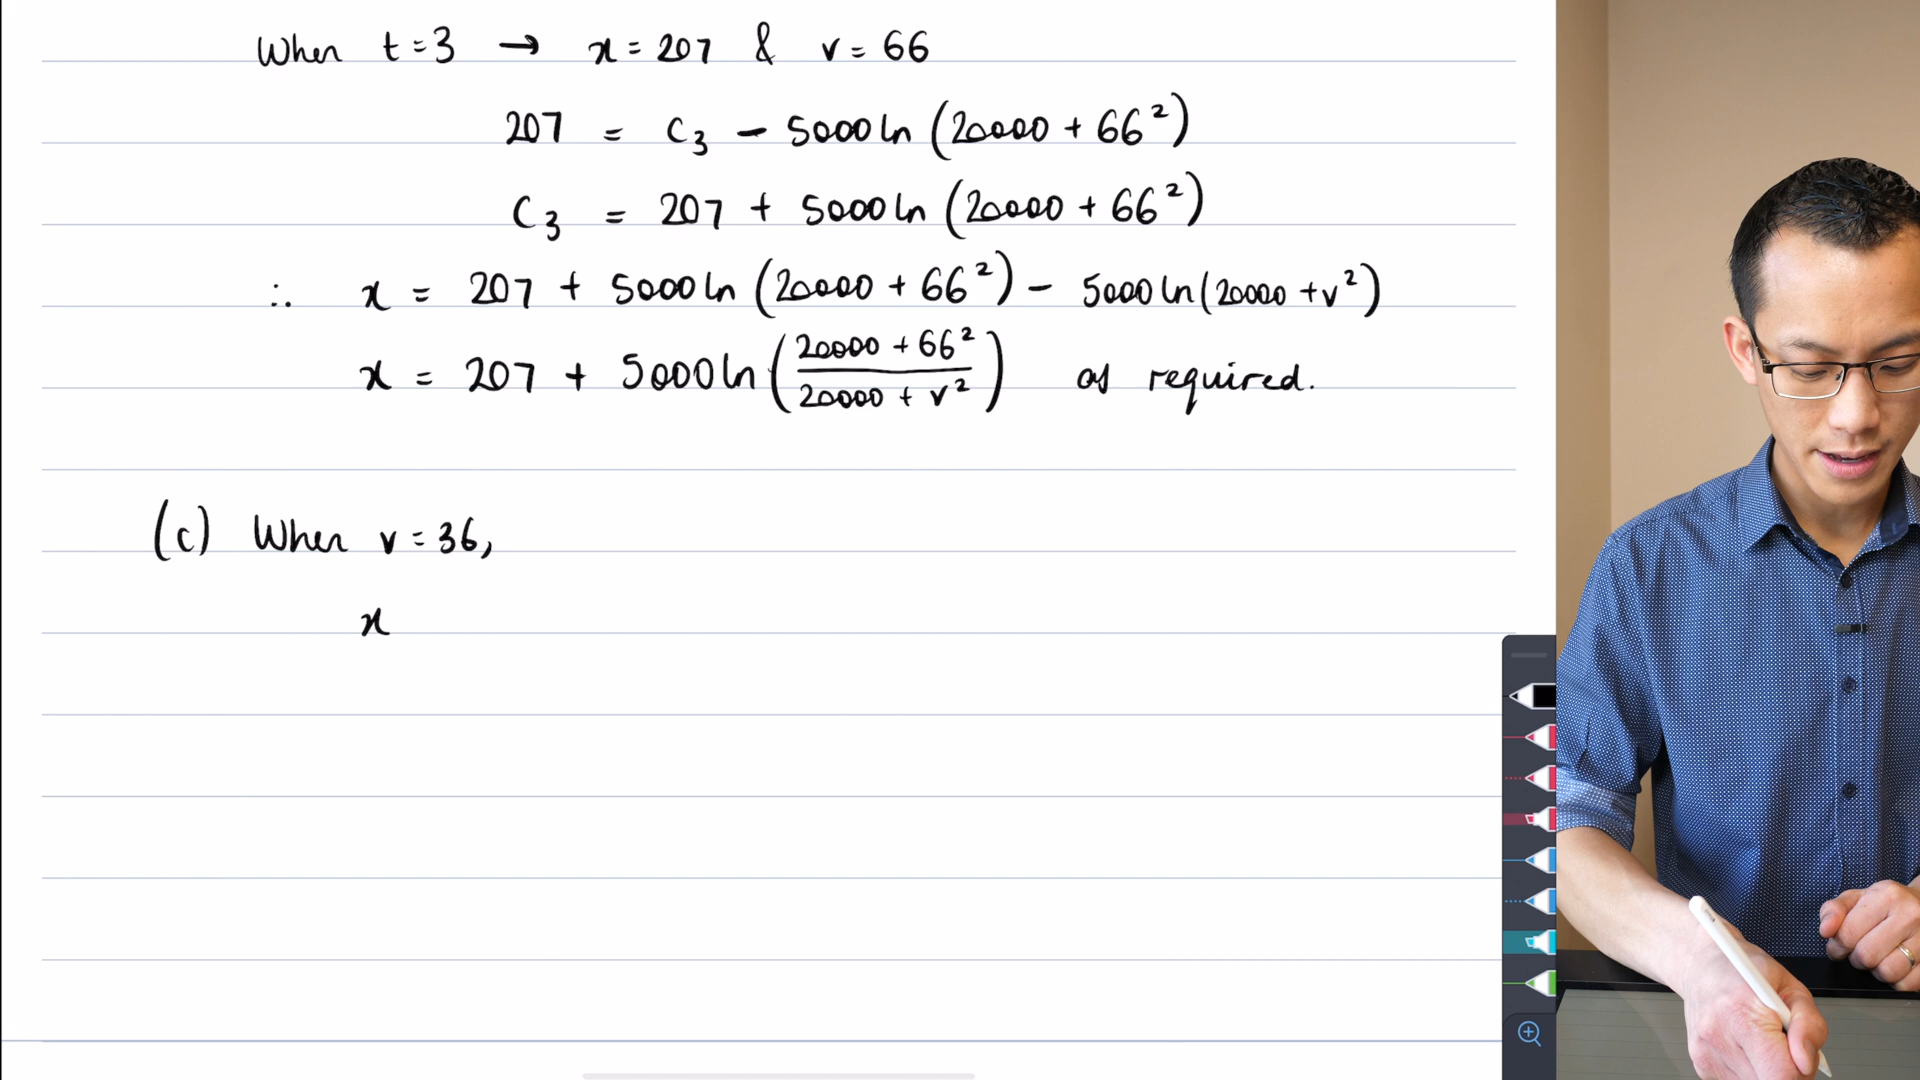 When t=3 → x = 207 & v = 66
207 = C₃ - 5000 ln (20000 + 66²)
C₃ = 207 + 5000 ln (20000 + 66²)
∴ x = 207 + 5000 ln (20000 + 66²) - 5000 ln (20000 + v²)
x = 207 + 5000 ln ((20000 + 66²)/(20000 + v²)) as required.
(c) When v = 36,
x